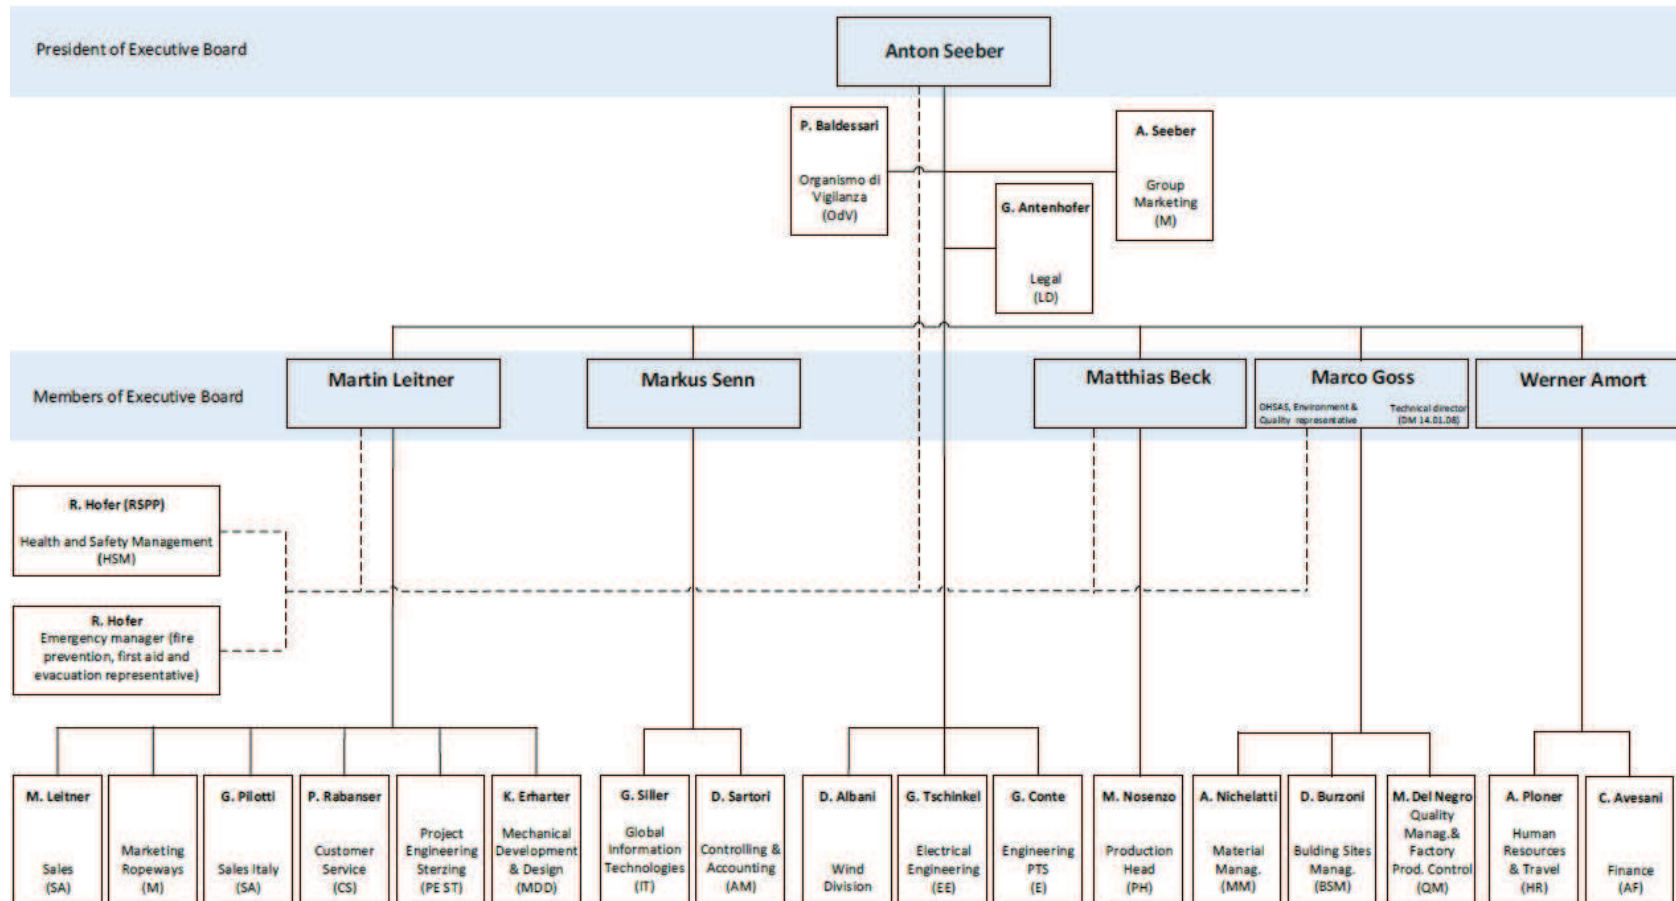 President of Executive Board
Anton Seeber
P. Baldessari
Organismo di
Vigilanza
(OdV)
A. Seeber
Group
Marketing
(M)
G. Antenhofer
Legal
(LD)
Members of Executive Board
Martin Leitner
Markus Senn
Matthias Beck
Marco Goss
OHSAS, Environment &
Quality representative
Technical director
(DM 14.01.08)
Werner Amort
R. Hofer (RSPP)
Health and Safety Management
(HSM)
R. Hofer
Emergency manager (fire
prevention, first aid and
evacuation representative)
M. Leitner
Sales
(SA)
Marketing
Ropeways
(M)
G. Pilotti
Sales Italy
(SA)
P. Rabanser
Customer
Service
(CS)
Project
Engineering
Sterzing
(PE ST)
K. Erharter
Mechanical
Development
& Design
(MDD)
G. Siller
Global
Information
Technologies
(IT)
D. Sartori
Controlling &
Accounting
(AM)
D. Albani
Wind
Division
G. Tschinkel
Electrical
Engineering
(EE)
G. Conte
Engineering
PTS
(E)
M. Nosenzo
Production
Head
(PH)
A. Nichelatti
Material
Manag.
(MM)
D. Burzoni
Bulding Sites
Manag.
(BSM)
M. Del Negro
Quality
Manag.&
Factory
Prod. Control
(QM)
A. Ploner
Human
Resources
& Travel
(HR)
C. Avesani
Finance
(AF)